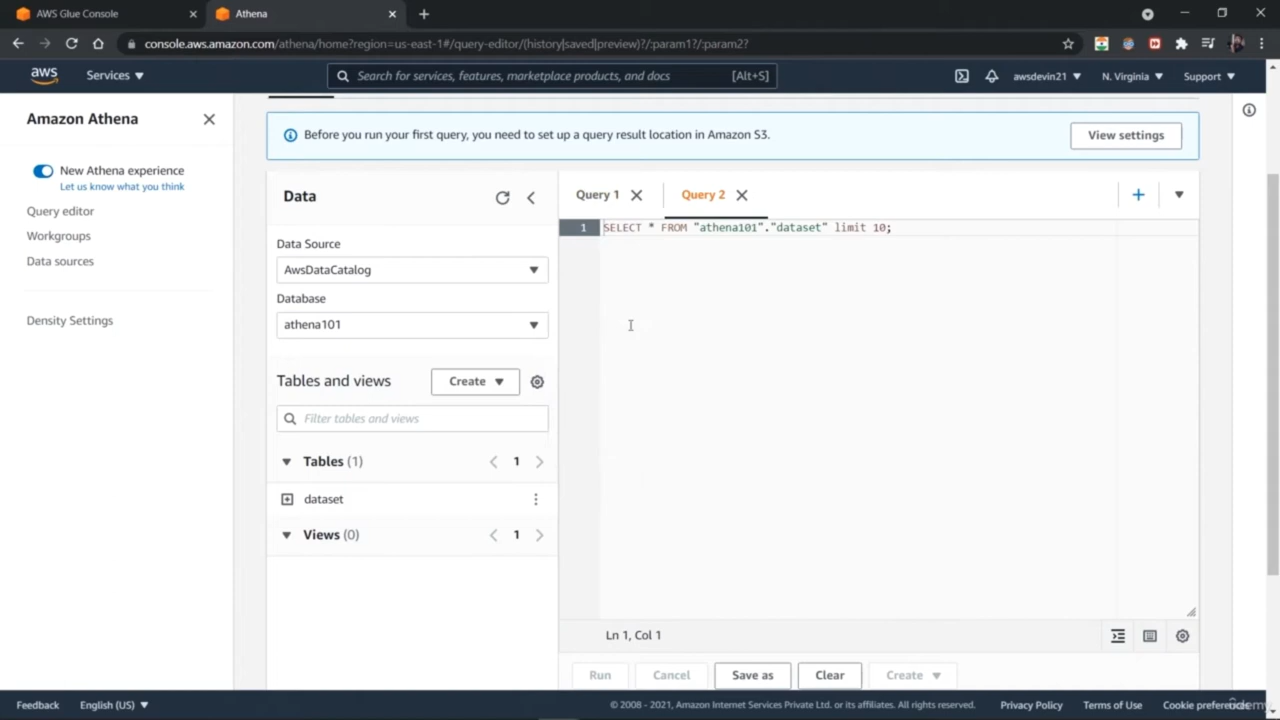 AWS Glue Console
Athena
console.aws.amazon.com/athena/home?region=us-east-1#/query-editor/(history|saved|preview)?/:param1?/:param2?
aws
Services
Search for services, features, marketplace products, and docs
[Alt+S]
awsdevin21
N. Virginia
Support
Amazon Athena
New Athena experience
Let us know what you think
Query editor
Workgroups
Data sources
Density Settings
Before you run your first query, you need to set up a query result location in Amazon S3.
View settings
Data
Data Source
AwsDataCatalog
Database
athena101
Tables and views
Create
Filter tables and views
Tables (1)
1
dataset
Views (0)
1
Query 1
Query 2
1
SELECT * FROM "athena101"."dataset" limit 10;
Ln 1, Col 1
Run
Cancel
Save as
Clear
Create
Feedback
English (US)
© 2008 - 2021, Amazon Internet Services Private Ltd. or its affiliates. All rights reserved.
Privacy Policy
Terms of Use
Cookie preferences